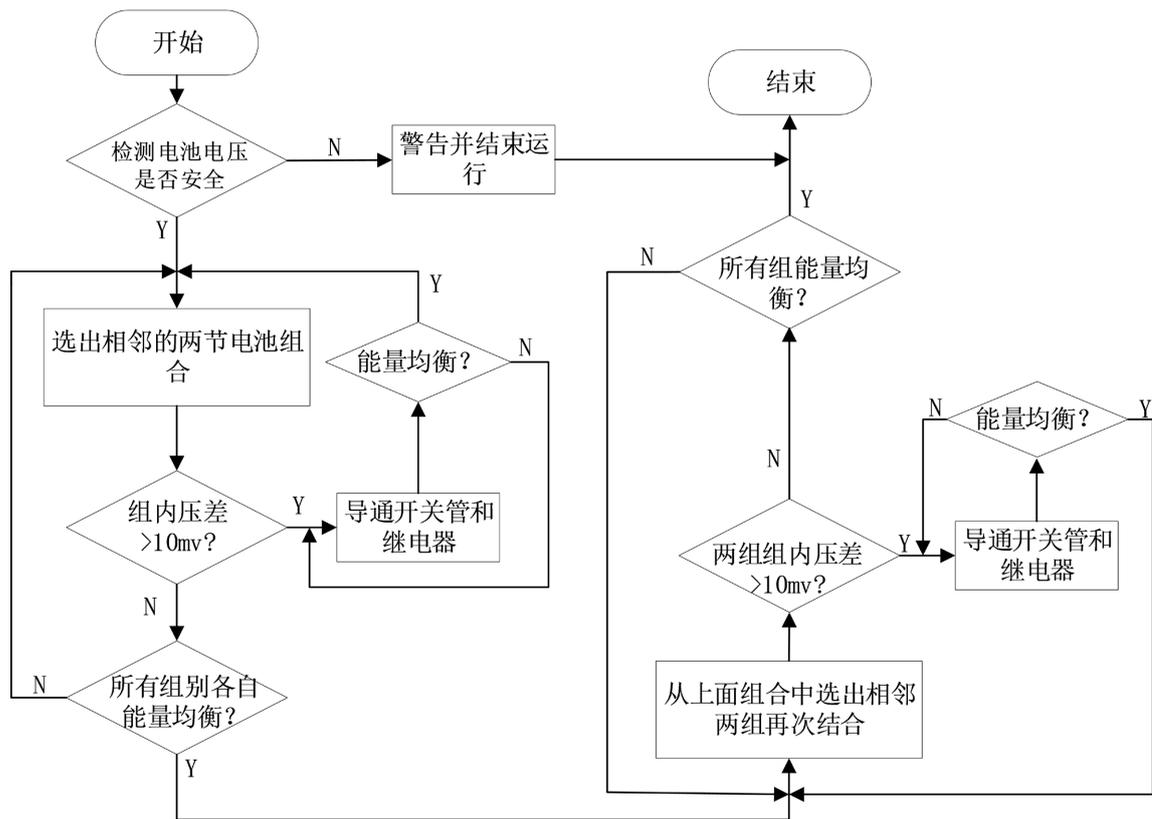 开始
检测电池电压
是否安全
N
警告并结束运
行
Y
选出相邻的两节电池组
合
组内压差
>10mv?
Y
导通开关管和
继电器
能量均衡？
Y
N
N
所有组别各自
能量均衡？
N
Y
从上面组合中选出相邻
两组再次结合
两组组内压差
>10mv?
Y
导通开关管和
继电器
能量均衡？
N
Y
N
所有组能量均
衡？
N
Y
结束